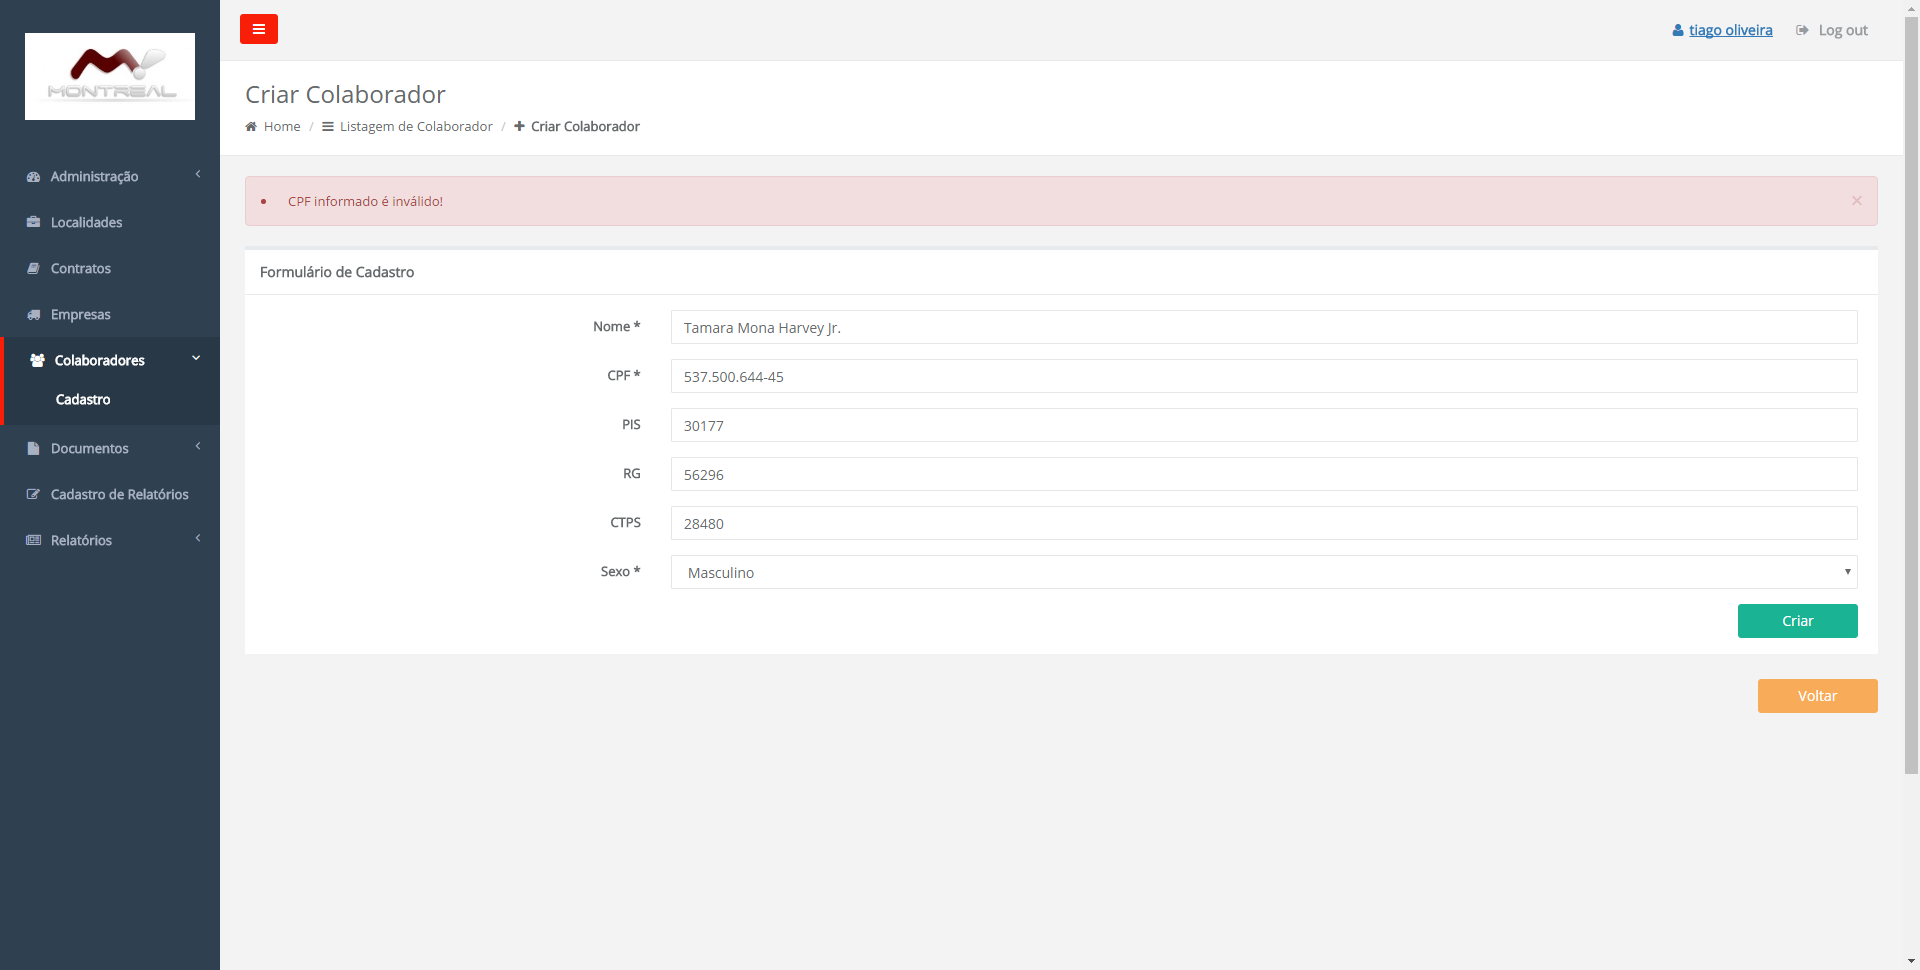 MONTREAL
Administração
Localidades
Contratos
Empresas
Colaboradores
Cadastro
Documentos
Cadastro de Relatórios
Relatórios
tiago oliveira Log out
Criar Colaborador
Home / Listagem de Colaborador / Criar Colaborador
• CPF informado é inválido! ×
Formulário de Cadastro
Nome * Tamara Mona Harvey Jr.
CPF * 537.500.644-45
PIS 30177
RG 56296
CTPS 28480
Sexo * Masculino
Criar
Voltar